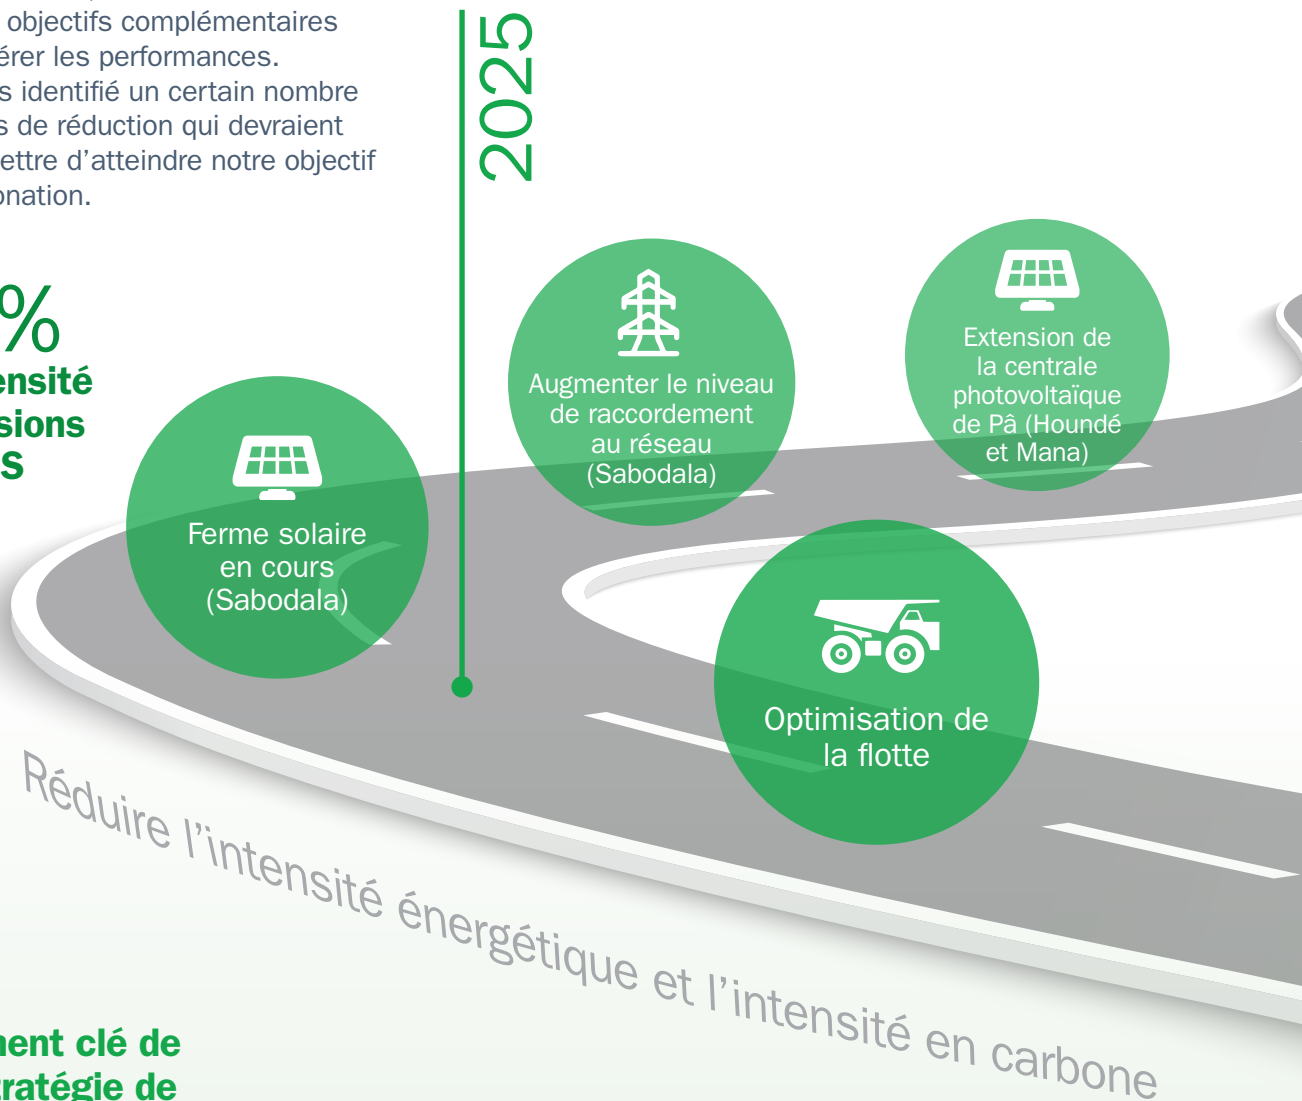 objectifs complémentaires
érer les performances.
s identifié un certain nombre
s de réduction qui devraient
ettre d'atteindre notre objectif
onation.
2025
%
ensité
sions
S
Augmenter le niveau
de raccordement
au réseau
(Sabodala)
Extension de
la centrale
photovoltaïque
de Pâ (Houndé
et Mana)
Ferme solaire
en cours
(Sabodala)
Optimisation de
la flotte
Réduire l'intensité énergétique et l'intensité en carbone
ment clé de
tratégie de